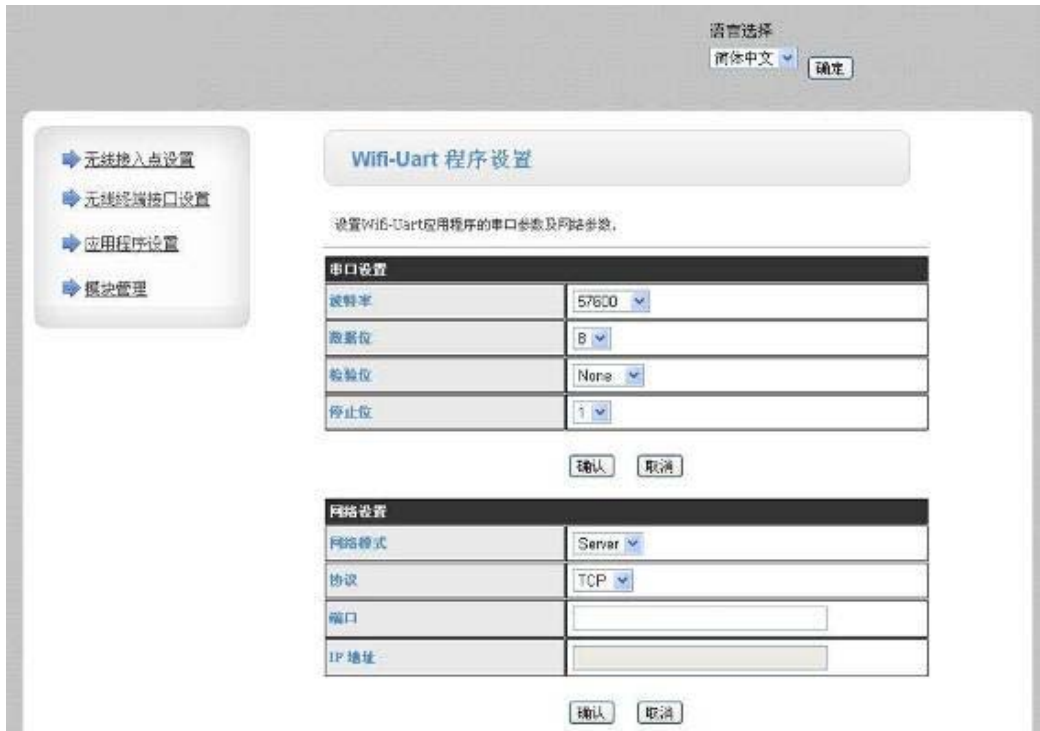 语言选择
简体中文 确定
无线接入点设置
无线终端接口设置
应用程序设置
模块管理
Wifi-Uart 程序设置
设置Wifi-Uart应用程序的串口参数及网络参数。
串口设置
波特率 57600
数据位 8
检验位 None
停止位 1
确认 取消
网络设置
网络模式 Server
协议 TCP
端口
IP 地址
确认 取消